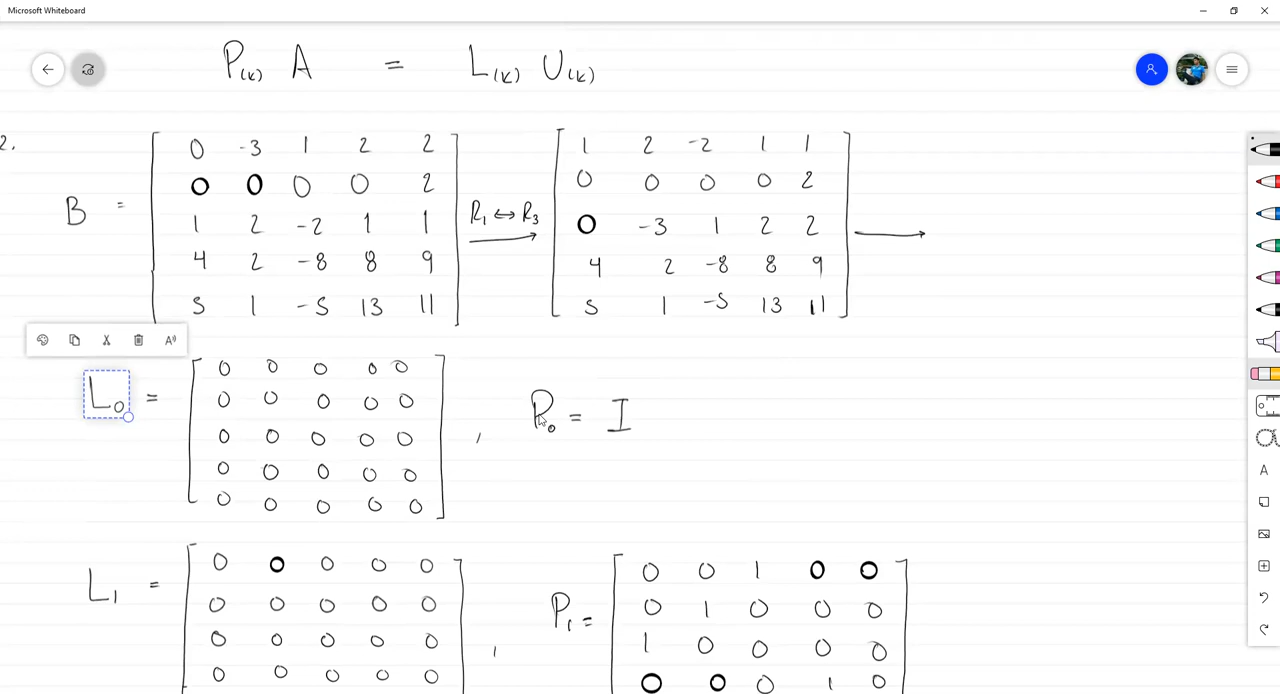 Microsoft Whiteboard
P(k) A = L(k) U(k)
2.
B = [ 0 -3 1 2 2 ] R1 ↔ R3 → [ 1 2 -2 1 1 ] →
[ 0 0 0 0 2 ] [ 0 0 0 0 2 ]
[ 1 2 -2 1 1 ] [ 0 -3 1 2 2 ]
[ 4 2 -8 8 9 ] [ 4 2 -8 8 9 ]
[ 5 1 -5 13 11 ] [ 5 1 -5 13 11 ]
L0 = [ 0 0 0 0 0 ] , P0 = I
[ 0 0 0 0 0 ]
[ 0 0 0 0 0 ]
[ 0 0 0 0 0 ]
[ 0 0 0 0 0 ]
L1 = [ 0 0 0 0 0 ] , P1 = [ 0 0 1 0 0 ]
[ 0 0 0 0 0 ] [ 0 1 0 0 0 ]
[ 0 0 0 0 0 ] [ 1 0 0 0 0 ]
[ 0 0 0 0 0 ] [ 0 0 0 1 0 ]